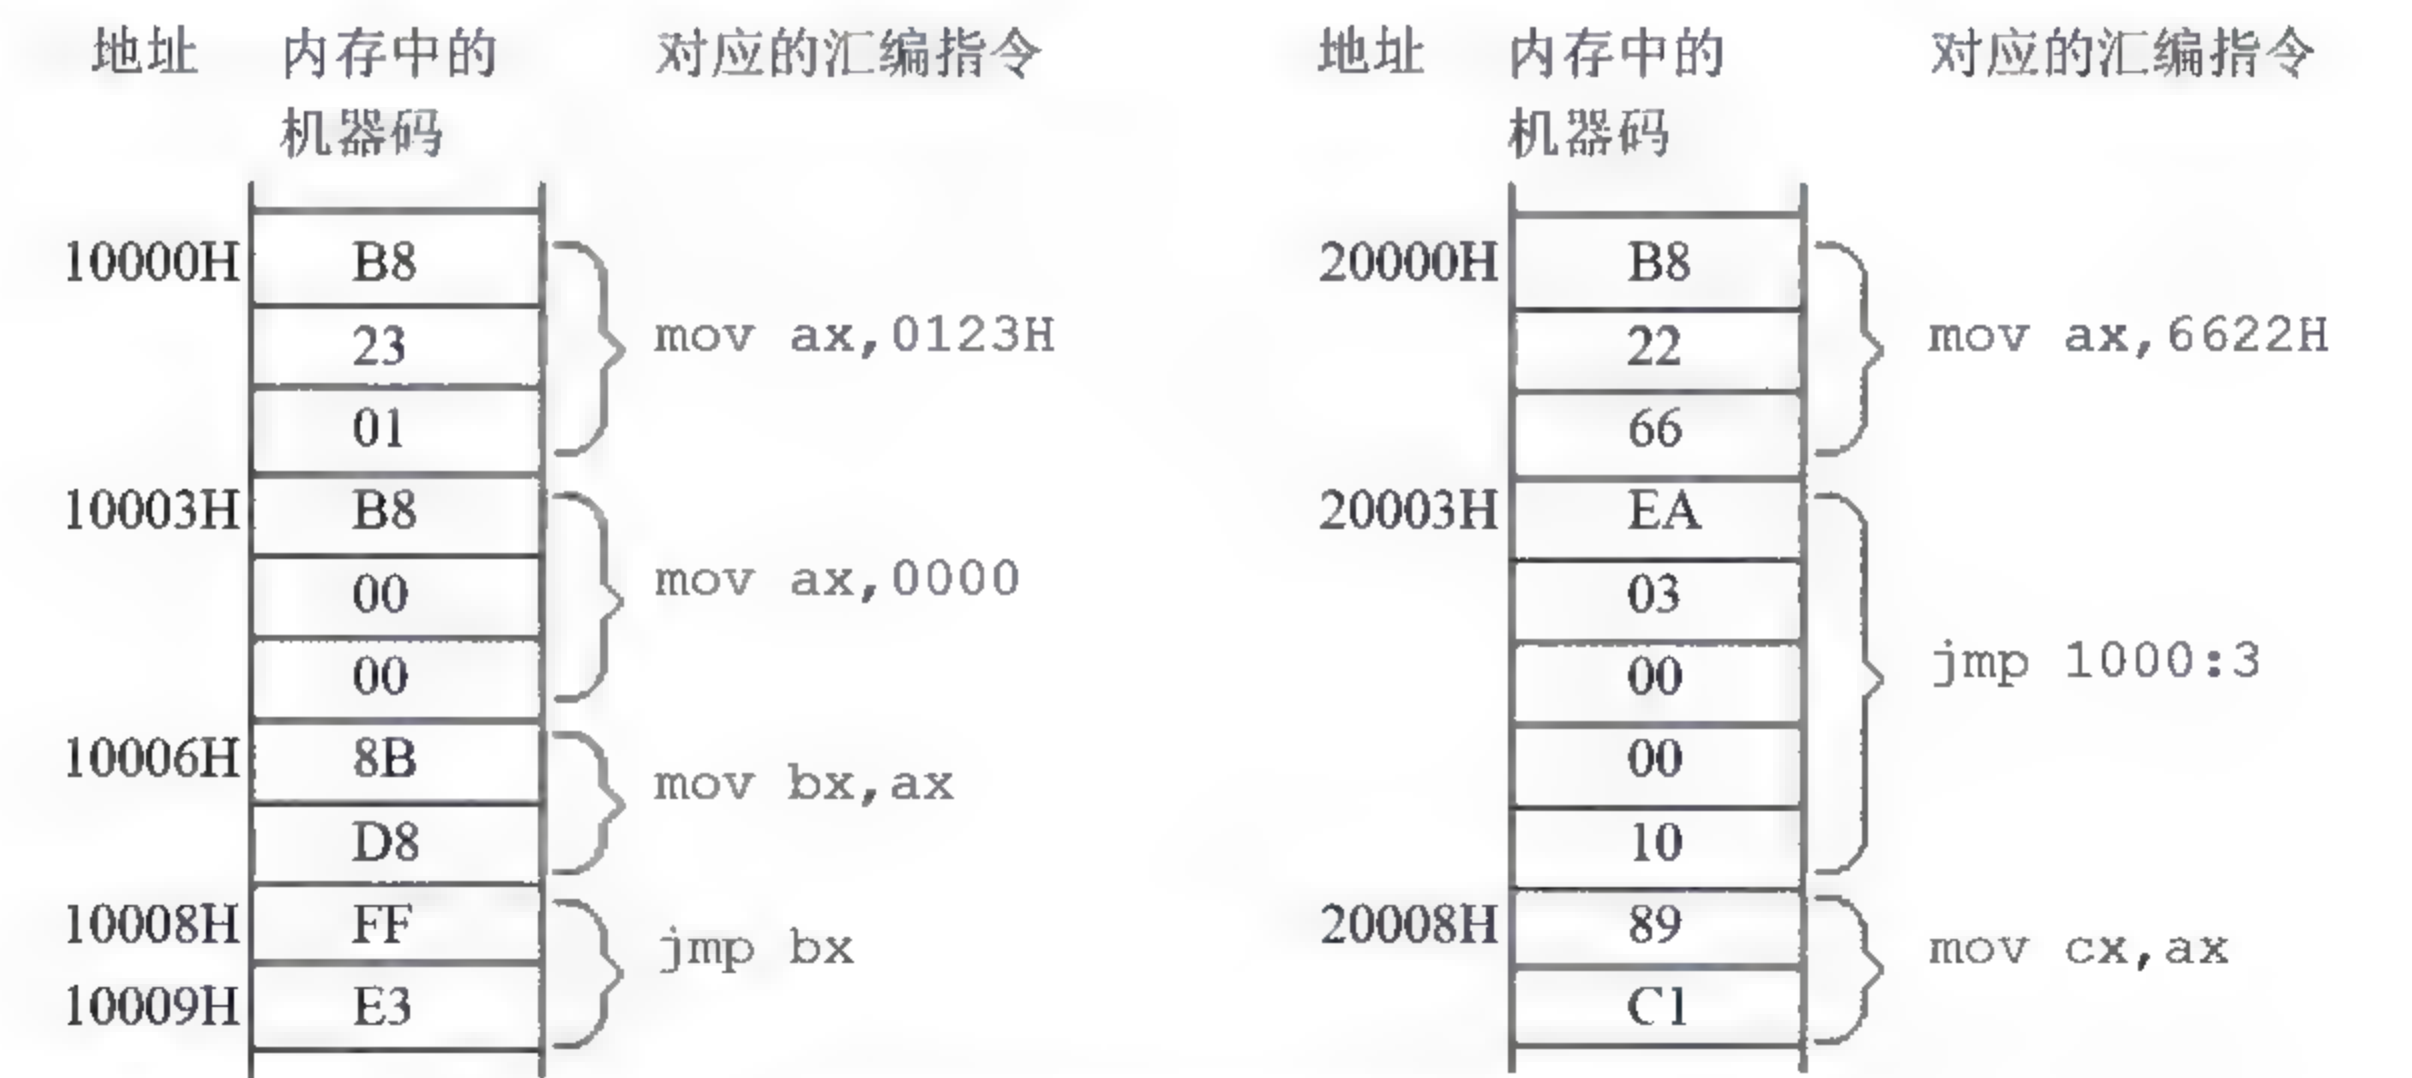 地址 内存中的 对应的汇编指令
机器码
10000H B8
23 mov ax,0123H
01
10003H B8
00 mov ax,0000
00
10006H 8B
mov bx,ax
D8
10008H FF
jmp bx
10009H E3
地址 内存中的 对应的汇编指令
机器码
20000H B8
22 mov ax,6622H
66
20003H EA
03
00 jmp 1000:3
00
10
20008H 89
mov cx,ax
C1